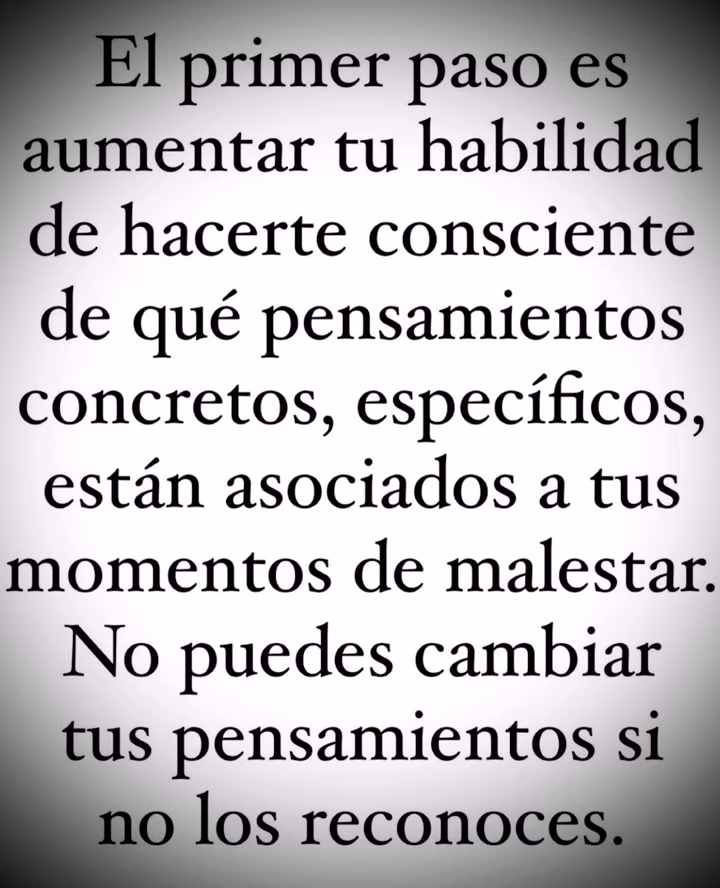 El primer paso es
aumentar tu habilidad
de hacerte consciente
de qué pensamientos
concretos, específicos,
están asociados a tus
momentos de malestar.
No puedes cambiar
tus pensamientos si
no los reconoces.